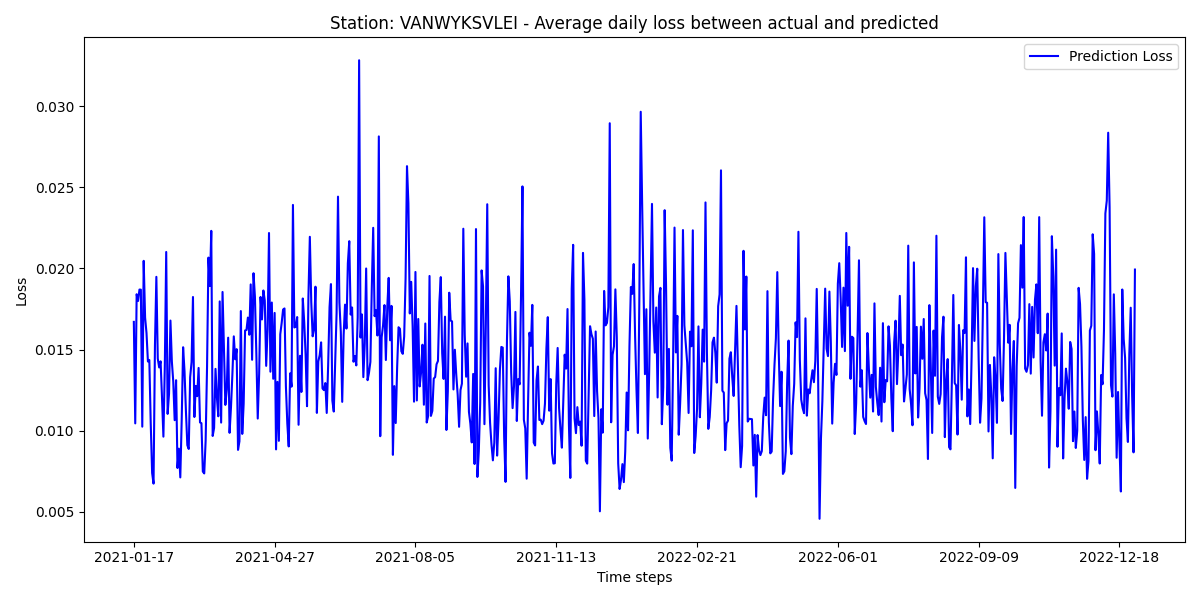 Station: VANWYKSVLEI - Average daily loss between actual and predicted
Prediction Loss
Loss
0.030
0.025
0.020
0.015
0.010
0.005
2021-01-17 2021-04-27 2021-08-05 2021-11-13 2022-02-21 2022-06-01 2022-09-09 2022-12-18
Time steps